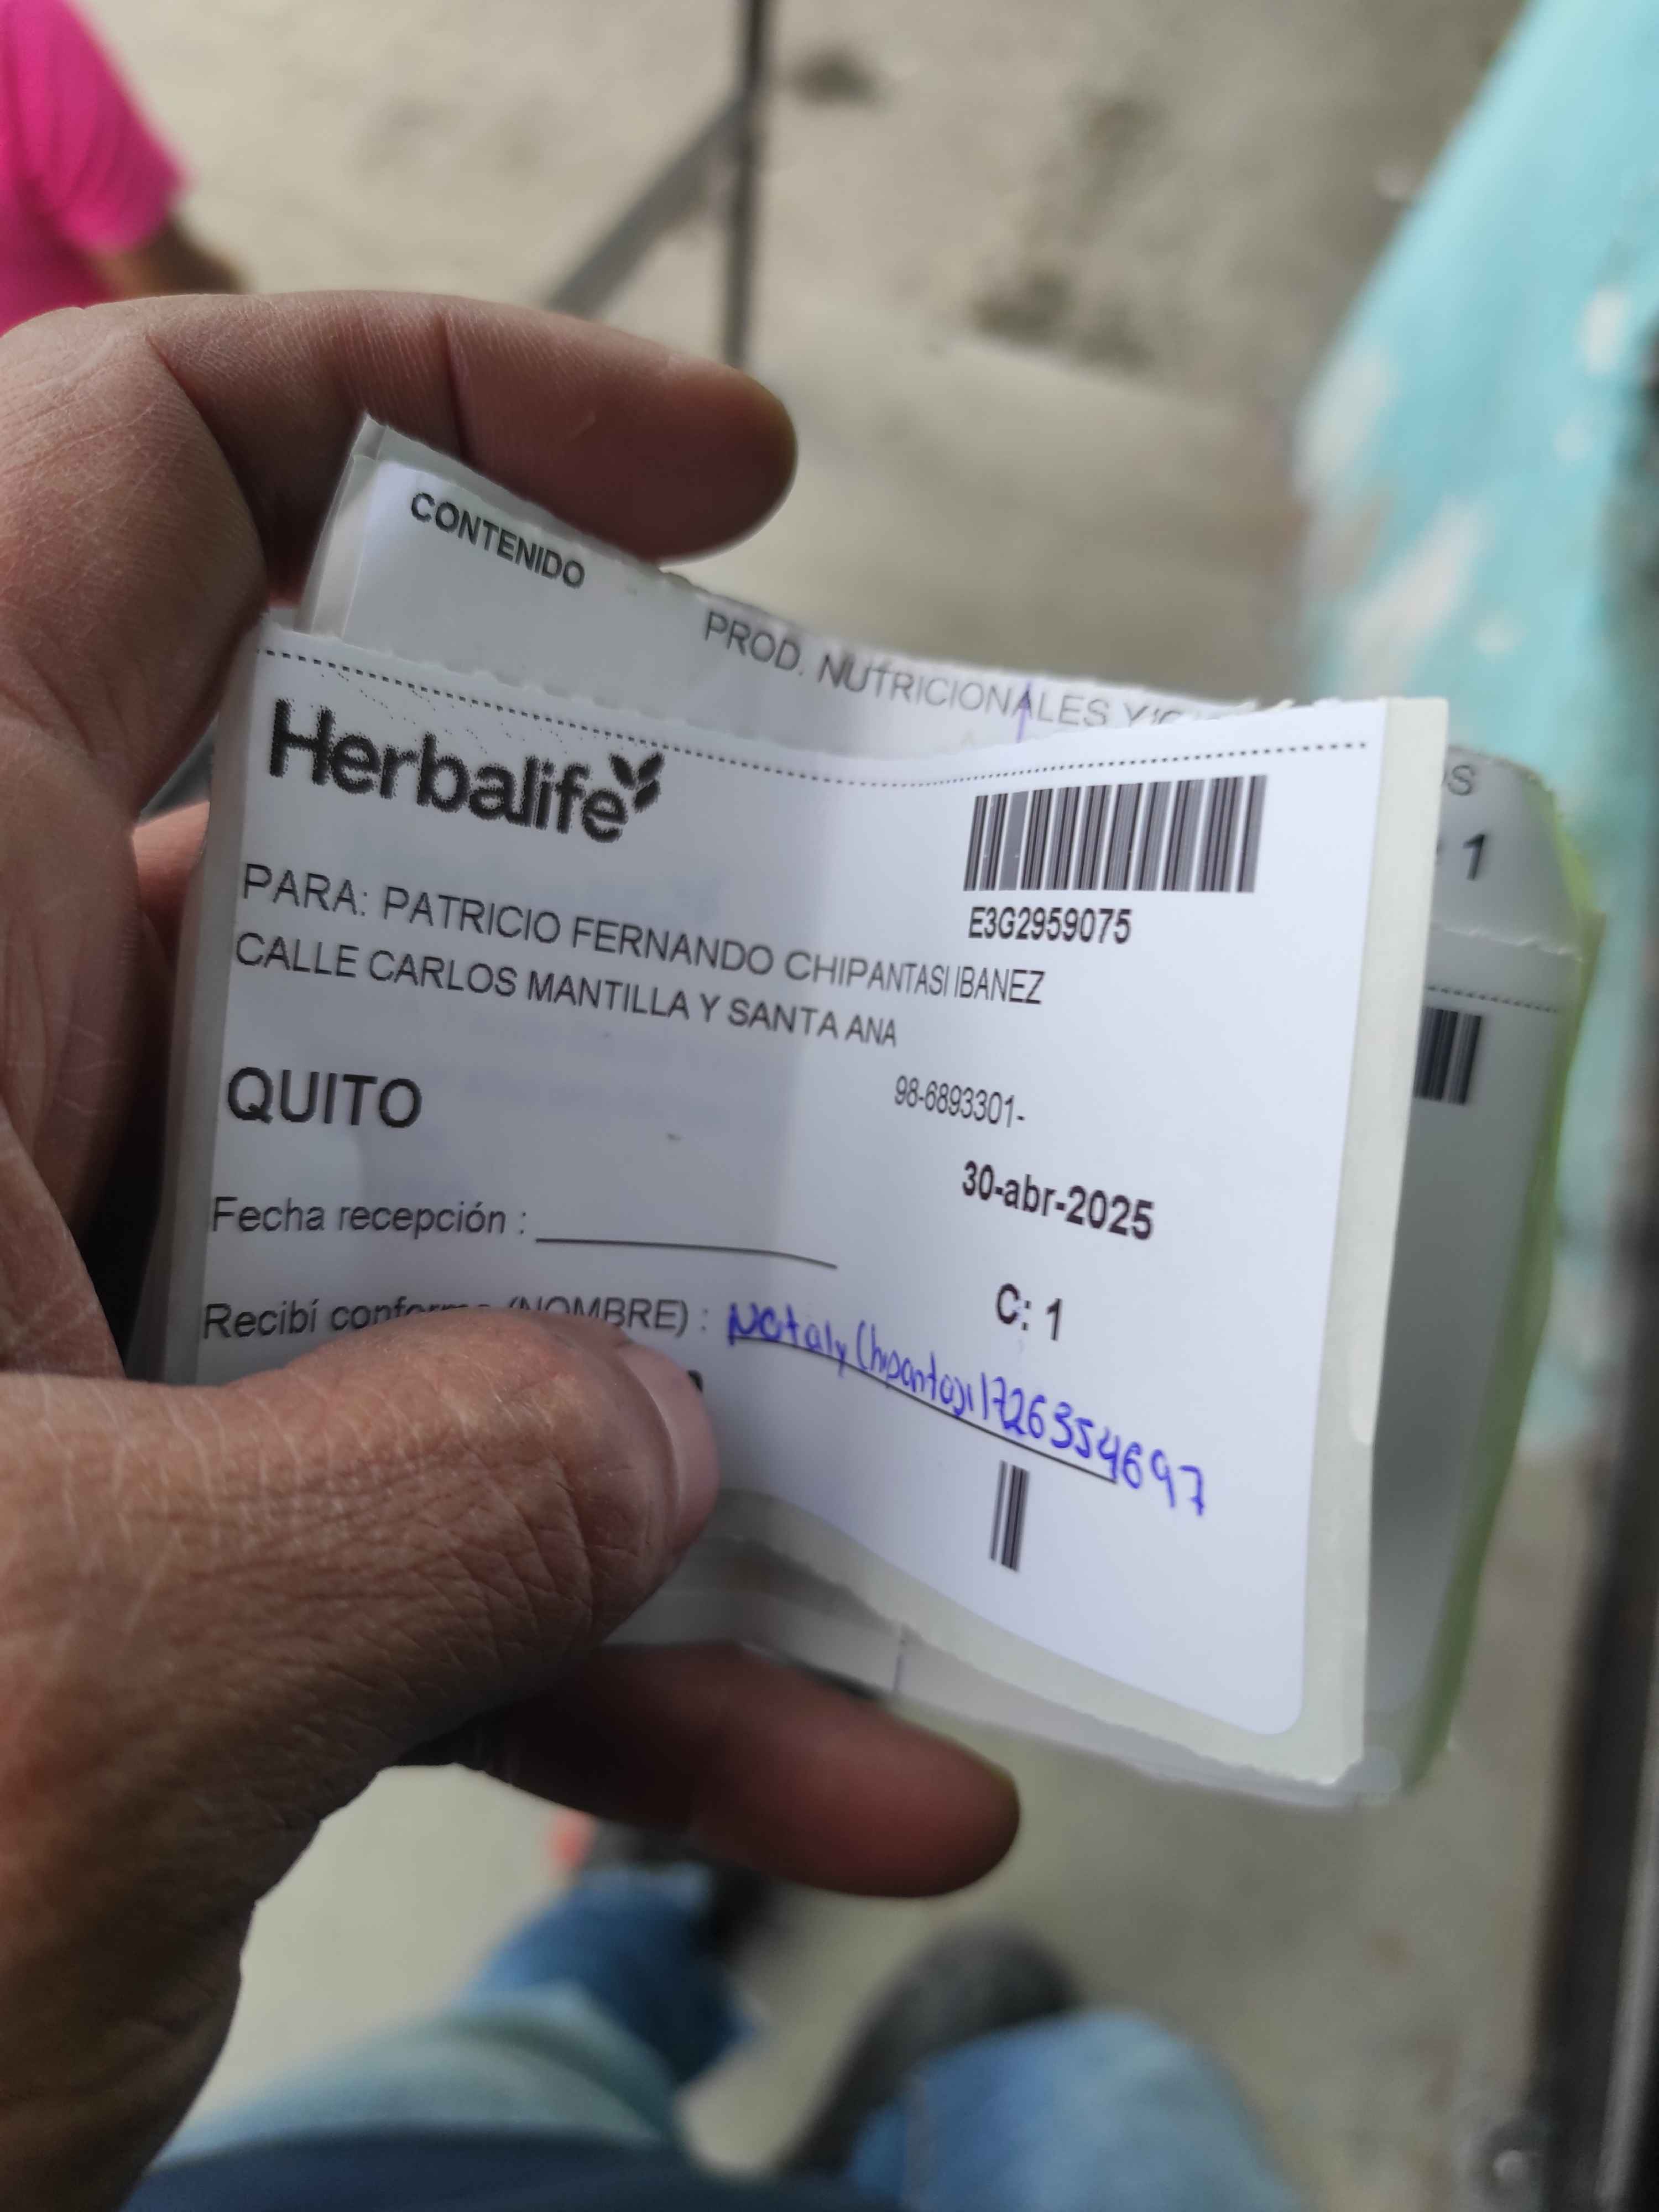 CONTENIDO
PROD. NUTRICIONALES Y
: 1
Herbalife
E3G2959075
PARA: PATRICIO FERNANDO CHIPANTASI IBANEZ
CALLE CARLOS MANTILLA Y SANTA ANA
QUITO
98-6893301-
30-abr-2025
Fecha recepción :
C: 1
Recibí (NOMBRE) : Nataly Chipantasi 1726354697